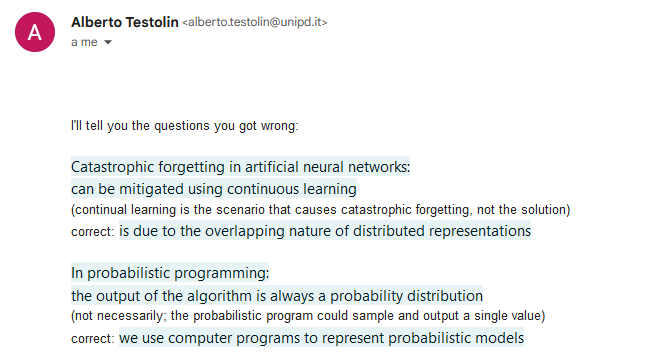 A
Alberto Testolin <alberto.testolin@unipd.it>
a me
I'll tell you the questions you got wrong:
Catastrophic forgetting in artificial neural networks:
can be mitigated using continuous learning
(continual learning is the scenario that causes catastrophic forgetting, not the solution)
correct: is due to the overlapping nature of distributed representations
In probabilistic programming:
the output of the algorithm is always a probability distribution
(not necessarily; the probabilistic program could sample and output a single value)
correct: we use computer programs to represent probabilistic models